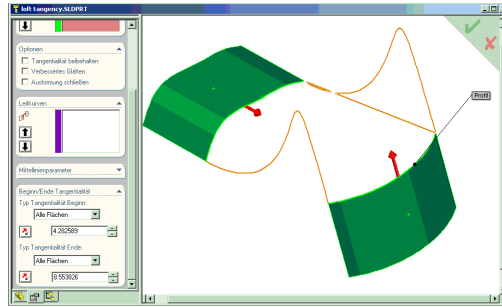 loft tangency.SLDPRT
Optionen
Tangentialität beibehalten
Verbessertes Glätten
Ausformung schließen
Leitkurven
Mittellinienparameter
Beginn/Ende Tangentialität
Typ Tangentialität Beginn:
Alle Flächen
4.282589
Typ Tangentialität Ende:
Alle Flächen
8.553826
Profil